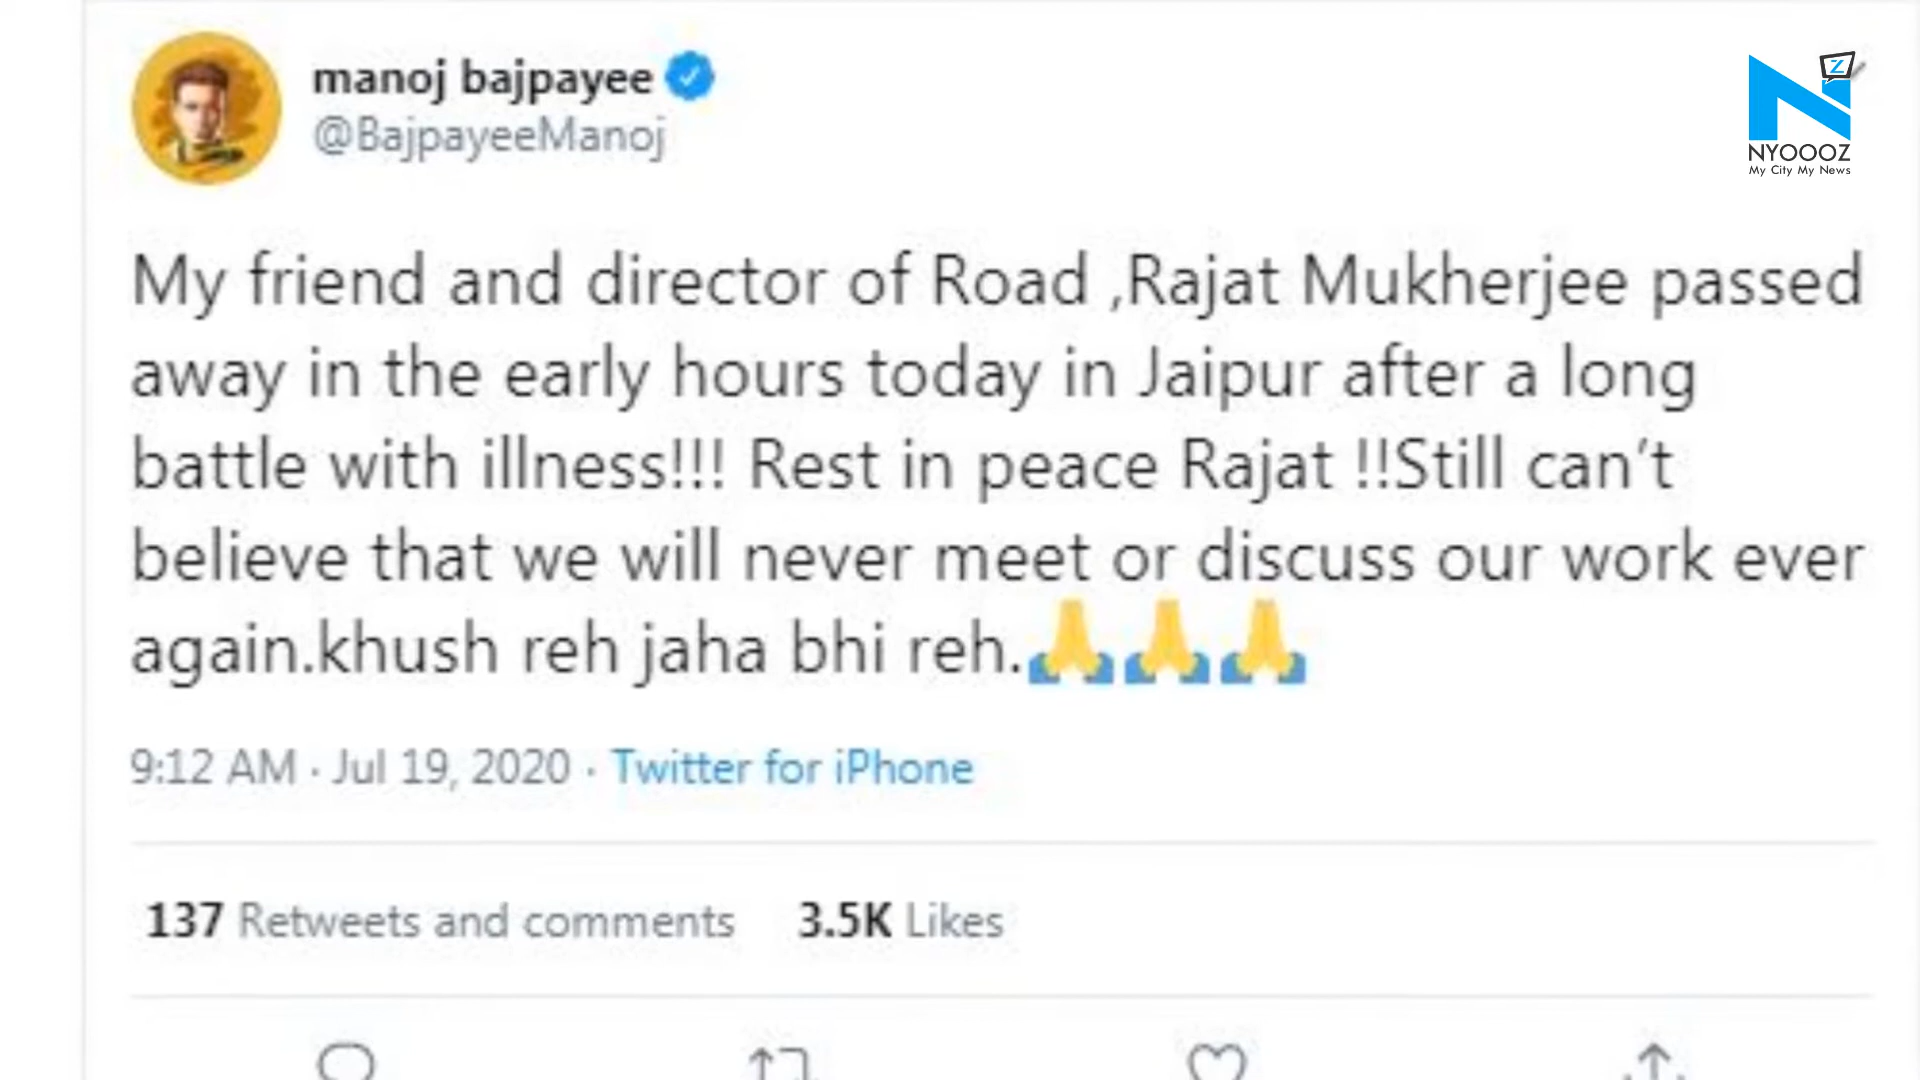 manoj bajpayee
@BajpayeeManoj
Z
NYOOOZ
My City My News
My friend and director of Road ,Rajat Mukherjee passed
away in the early hours today in Jaipur after a long
battle with illness!!! Rest in peace Rajat !!Still can’t
believe that we will never meet or discuss our work ever
again.khush reh jaha bhi reh.🙏🙏🙏
9:12 AM · Jul 19, 2020 · Twitter for iPhone
137 Retweets and comments 3.5K Likes